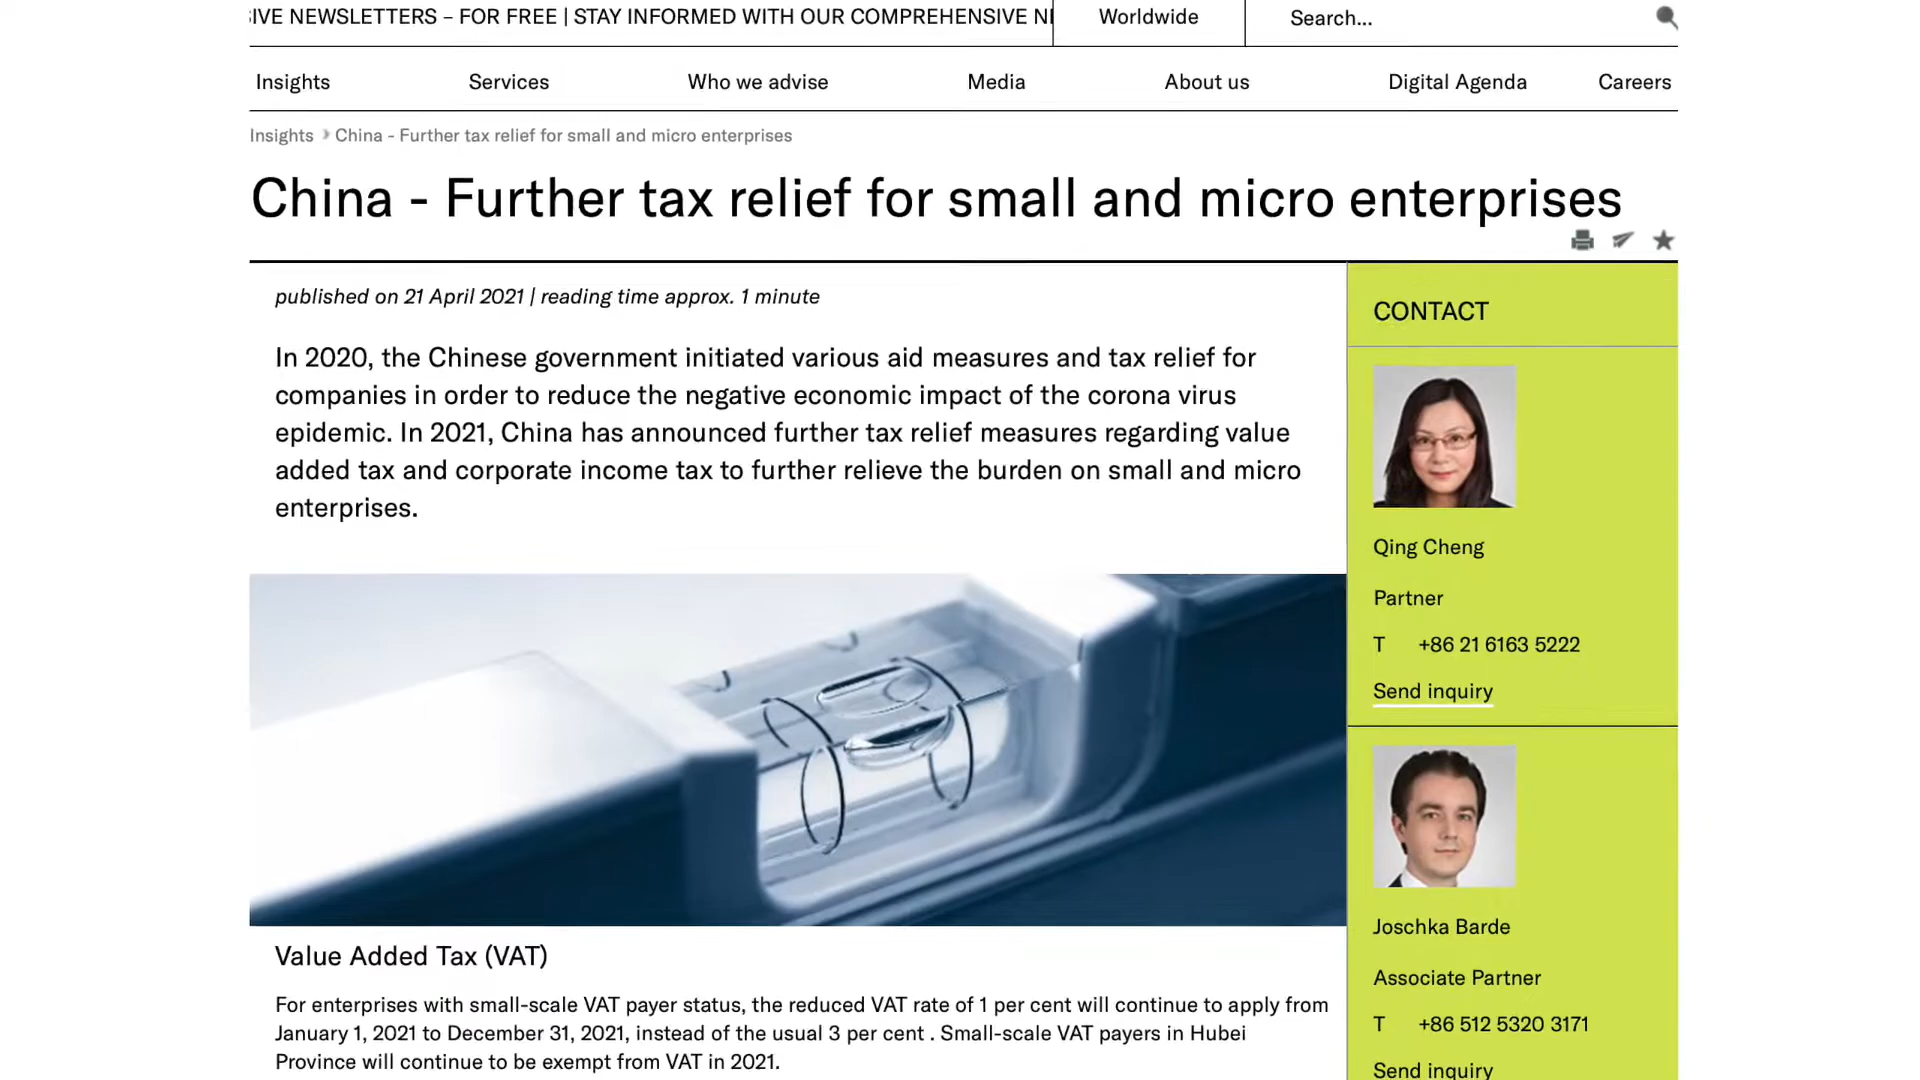 IVE NEWSLETTERS – FOR FREE | STAY INFORMED WITH OUR COMPREHENSIVE
Worldwide
Search...
Insights
Services
Who we advise
Media
About us
Digital Agenda
Careers
Insights
China - Further tax relief for small and micro enterprises
China - Further tax relief for small and micro enterprises
published on 21 April 2021 | reading time approx. 1 minute
In 2020, the Chinese government initiated various aid measures and tax relief for
companies in order to reduce the negative economic impact of the corona virus
epidemic. In 2021, China has announced further tax relief measures regarding value
added tax and corporate income tax to further relieve the burden on small and micro
enterprises.
Value Added Tax (VAT)
For enterprises with small-scale VAT payer status, the reduced VAT rate of 1 per cent will continue to apply from
January 1, 2021 to December 31, 2021, instead of the usual 3 per cent . Small-scale VAT payers in Hubei
Province will continue to be exempt from VAT in 2021.
CONTACT
Qing Cheng
Partner
T +86 21 6163 5222
Send inquiry
Joschka Barde
Associate Partner
T +86 512 5320 3171
Send inquiry